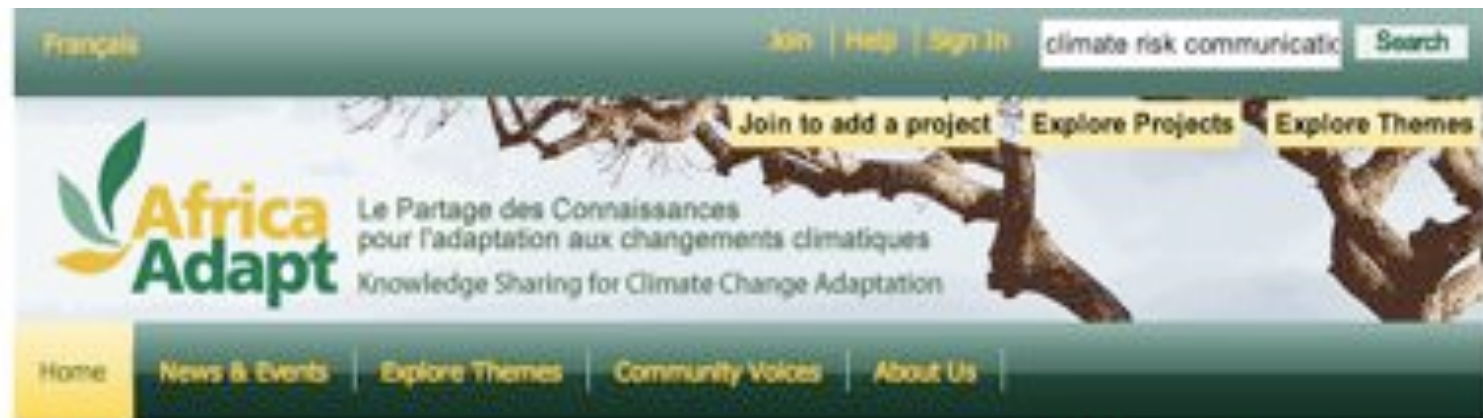 Français
Join | Help | Sign In
climate risk communicatic
Search
Join to add a project
Explore Projects
Explore Themes
Africa
Adapt
Le Partage des Connaissances
pour l'adaptation aux changements climatiques
Knowledge Sharing for Climate Change Adaptation
Home
News & Events
Explore Themes
Community Voices
About Us